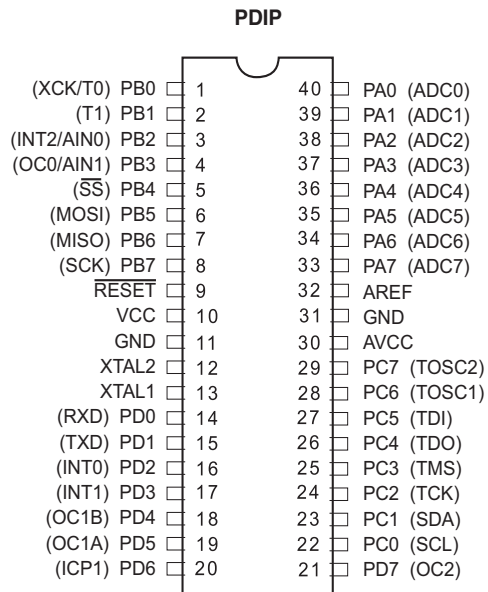 PDIP
(XCK/T0) PB0 1 40 PA0 (ADC0)
(T1) PB1 2 39 PA1 (ADC1)
(INT2/AIN0) PB2 3 38 PA2 (ADC2)
(OC0/AIN1) PB3 4 37 PA3 (ADC3)
(S̅S̅) PB4 5 36 PA4 (ADC4)
(MOSI) PB5 6 35 PA5 (ADC5)
(MISO) PB6 7 34 PA6 (ADC6)
(SCK) PB7 8 33 PA7 (ADC7)
R̅E̅S̅E̅T̅ 9 32 AREF
VCC 10 31 GND
GND 11 30 AVCC
XTAL2 12 29 PC7 (TOSC2)
XTAL1 13 28 PC6 (TOSC1)
(RXD) PD0 14 27 PC5 (TDI)
(TXD) PD1 15 26 PC4 (TDO)
(INT0) PD2 16 25 PC3 (TMS)
(INT1) PD3 17 24 PC2 (TCK)
(OC1B) PD4 18 23 PC1 (SDA)
(OC1A) PD5 19 22 PC0 (SCL)
(ICP1) PD6 20 21 PD7 (OC2)